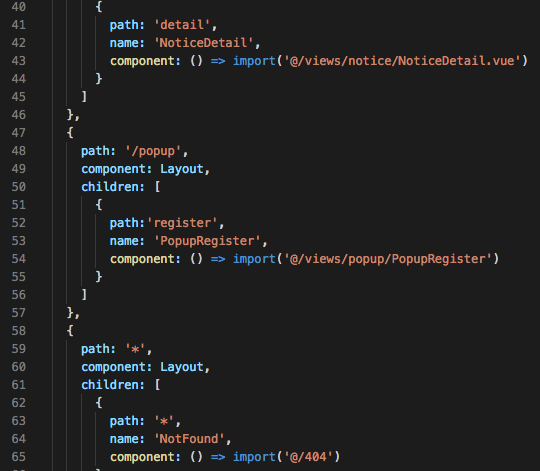 40 {
41 path: 'detail',
42 name: 'NoticeDetail',
43 component: () => import('@/views/notice/NoticeDetail.vue')
44 }
45 ]
46 },
47 {
48 path: '/popup',
49 component: Layout,
50 children: [
51 {
52 path:'register',
53 name: 'PopupRegister',
54 component: () => import('@/views/popup/PopupRegister')
55 }
56 ]
57 },
58 {
59 path: '*',
60 component: Layout,
61 children: [
62 {
63 path: '*',
64 name: 'NotFound',
65 component: () => import('@/404')